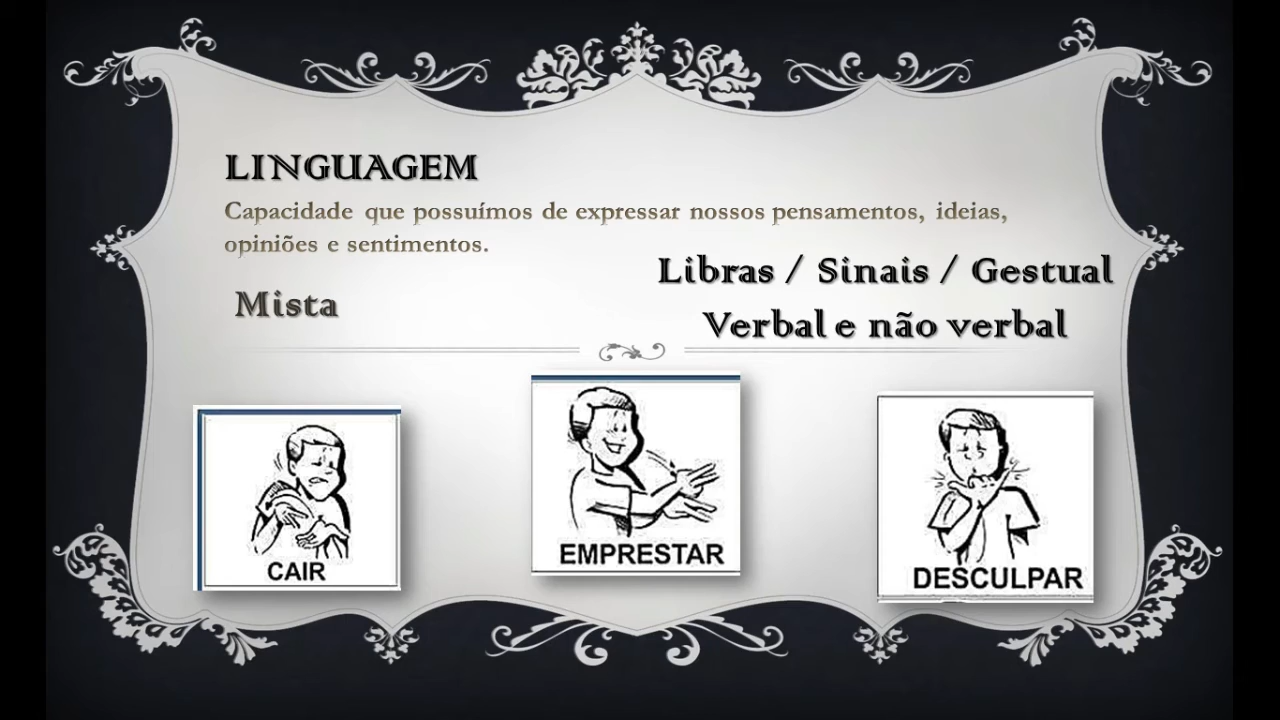 LINGUAGEM
Capacidade que possuímos de expressar nossos pensamentos, ideias,
opiniões e sentimentos.
Mista
Libras / Sinais / Gestual
Verbal e não verbal
CAIR
EMPRESTAR
DESCULPAR